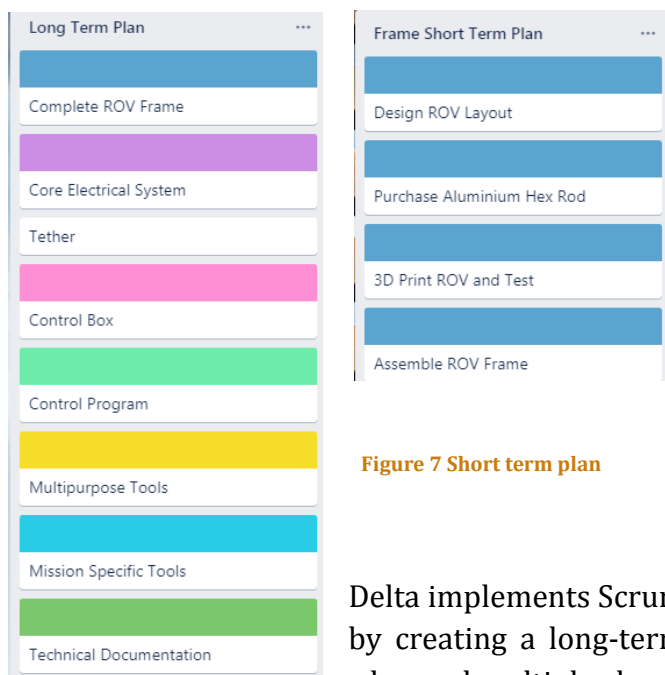 Long Term Plan
Complete ROV Frame
Core Electrical System
Tether
Control Box
Control Program
Multipurpose Tools
Mission Specific Tools
Technical Documentation
Frame Short Term Plan
Design ROV Layout
Purchase Aluminium Hex Rod
3D Print ROV and Test
Assemble ROV Frame
Figure 7 Short term plan
Delta implements
by creating a long-term